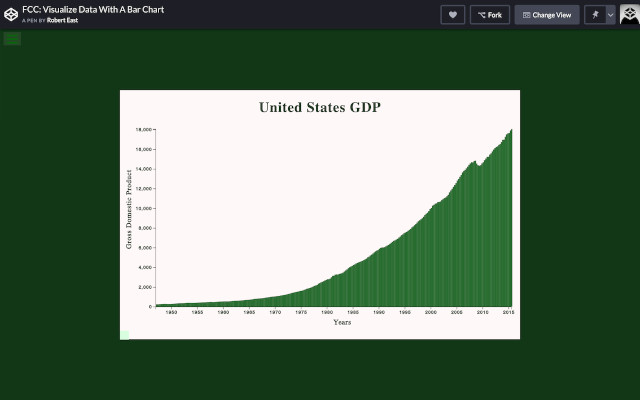 FCC: Visualize Data With A Bar Chart
A PEN BY Robert East
Fork
Change View
United States GDP
18,000
16,000
14,000
12,000
10,000
8,000
6,000
4,000
2,000
0
Gross Domestic Product
1950 1955 1960 1965 1970 1975 1980 1985 1990 1995 2000 2005 2010 2015
Years